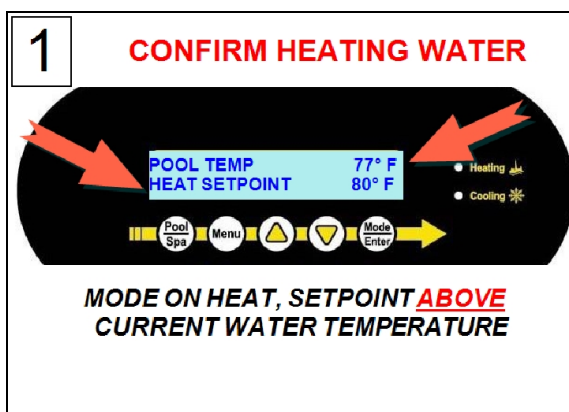 1
CONFIRM HEATING WATER
POOL TEMP 77° F
HEAT SETPOINT 80° F
Heating
Cooling
Pool
Spa
Menu
Mode
Enter
MODE ON HEAT, SETPOINT ABOVE
CURRENT WATER TEMPERATURE